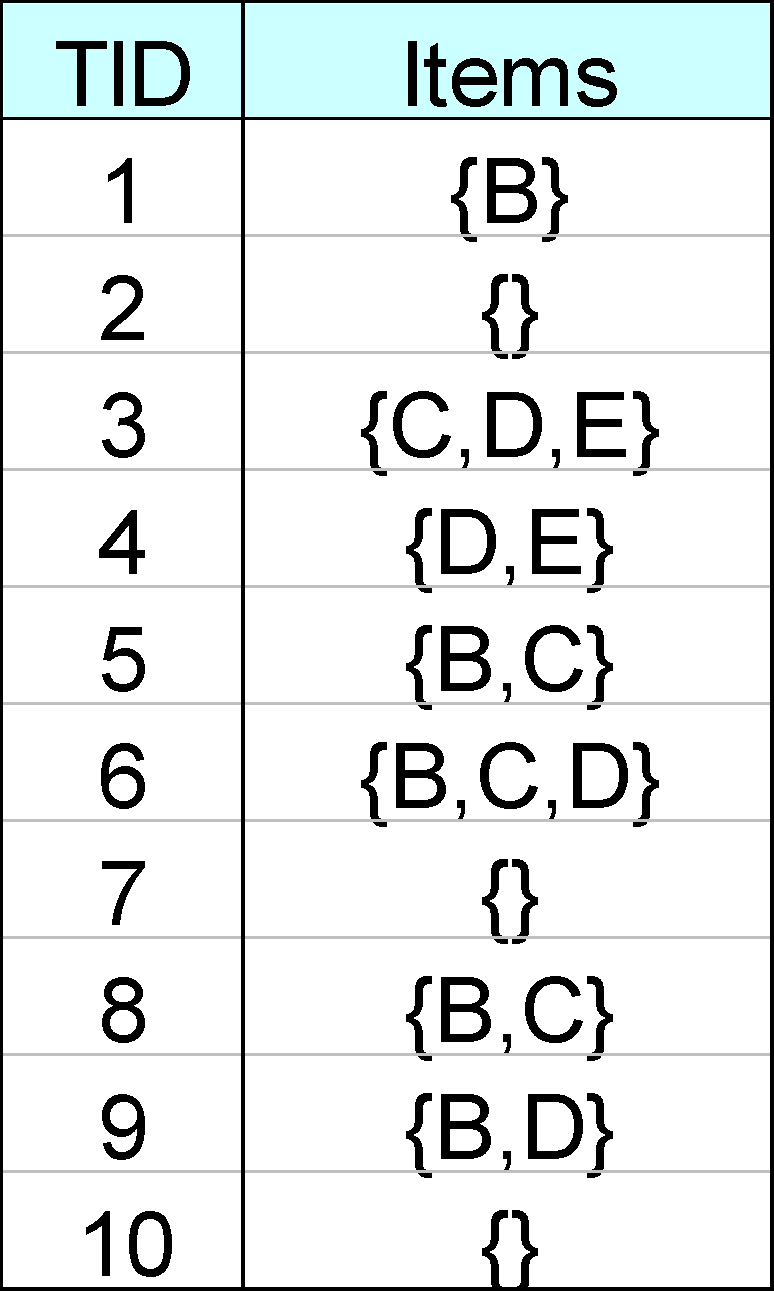 TID Items
1 {B}
2 {}
3 {C,D,E}
4 {D,E}
5 {B,C}
6 {B,C,D}
7 {}
8 {B,C}
9 {B,D}
10 {}